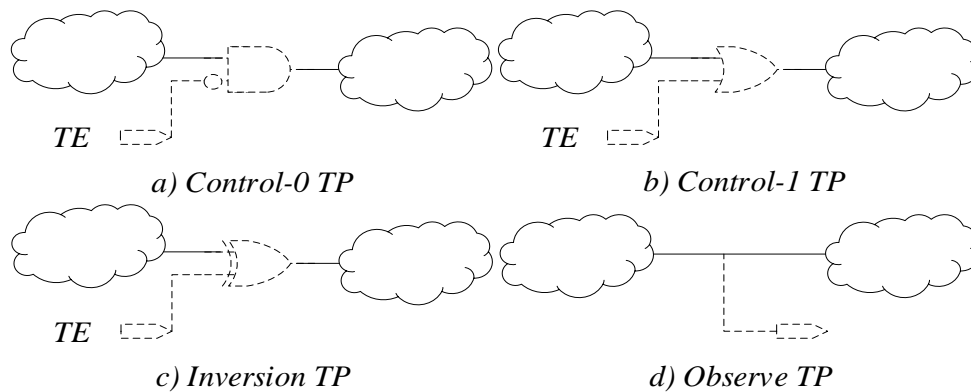 TE
TE
a) Control-0 TP
b) Control-1 TP
TE
c) Inversion TP
d) Observe TP